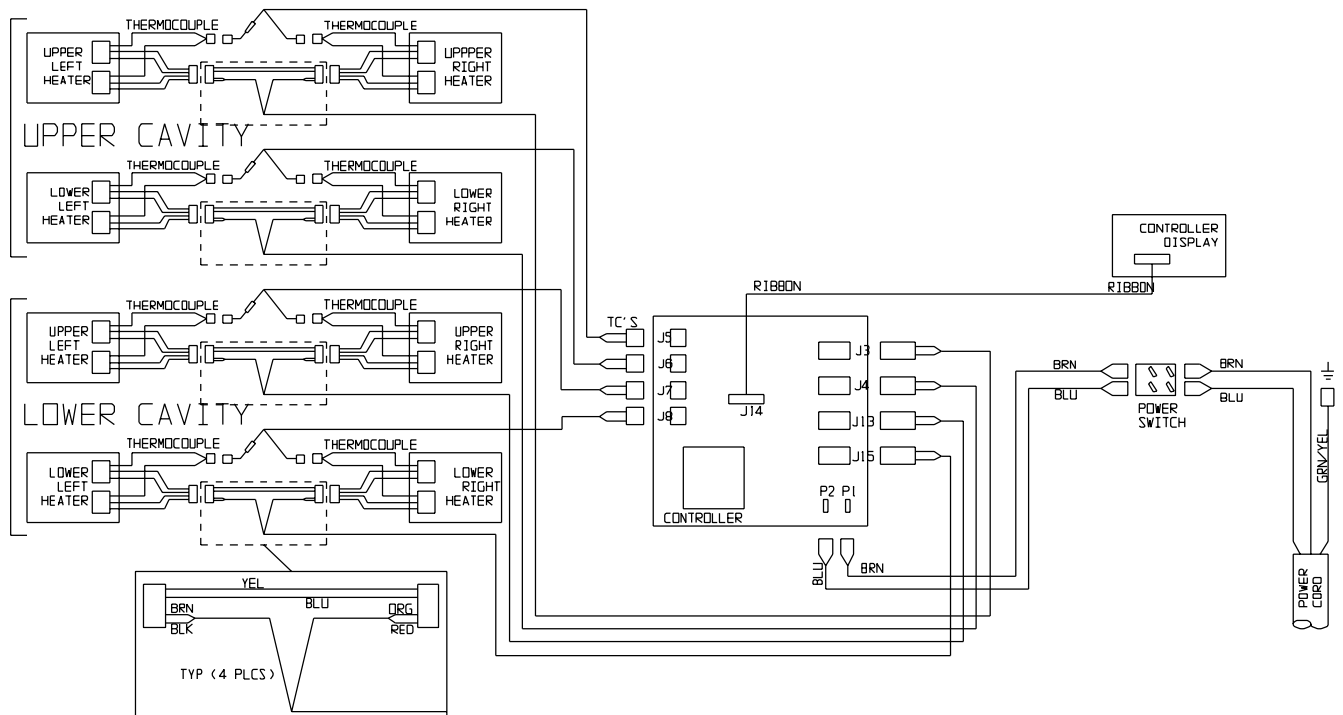 THERMOCOUPLE
THERMOCOUPLE
UPPPER
LEFT
HEATER
UPPPER
RIGHT
HEATER
UPPER CAVITY
THERMOCOUPLE
THERMOCOUPLE
LOWER
LEFT
HEATER
LOWER
RIGHT
HEATER
CONTROLLER
DISPLAY
RIBBON
RIBBON
THERMOCOUPLE
THERMOCOUPLE
UPPER
LEFT
HEATER
UPPER
RIGHT
HEATER
LOWER CAVITY
THERMOCOUPLE
THERMOCOUPLE
LOWER
LEFT
HEATER
LOWER
RIGHT
HEATER
TC'S
J5
J6
J7
J8
J3
J4
J13
J15
J14
P2 P1
CONTROLLER
BLU
BRN
BRN
BLU
POWER
SWITCH
BRN
BLU
GRN/YEL
POWER
CORD
YEL
BLU
BRN
BLK
ORG
RED
TYP (4 PLCS)